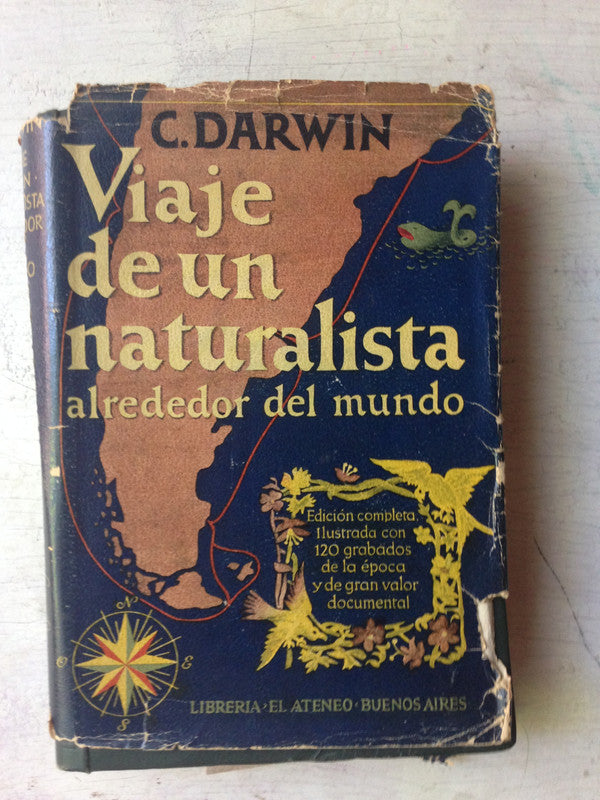 C. DARWIN
Viaje
de un
naturalista
alrededor del mundo
Edición completa.
Ilustrada con
120 grabados
de la época
y de gran valor
documental
N
O
E
S
LIBRERIA · EL ATENEO · BUENOS AIRES